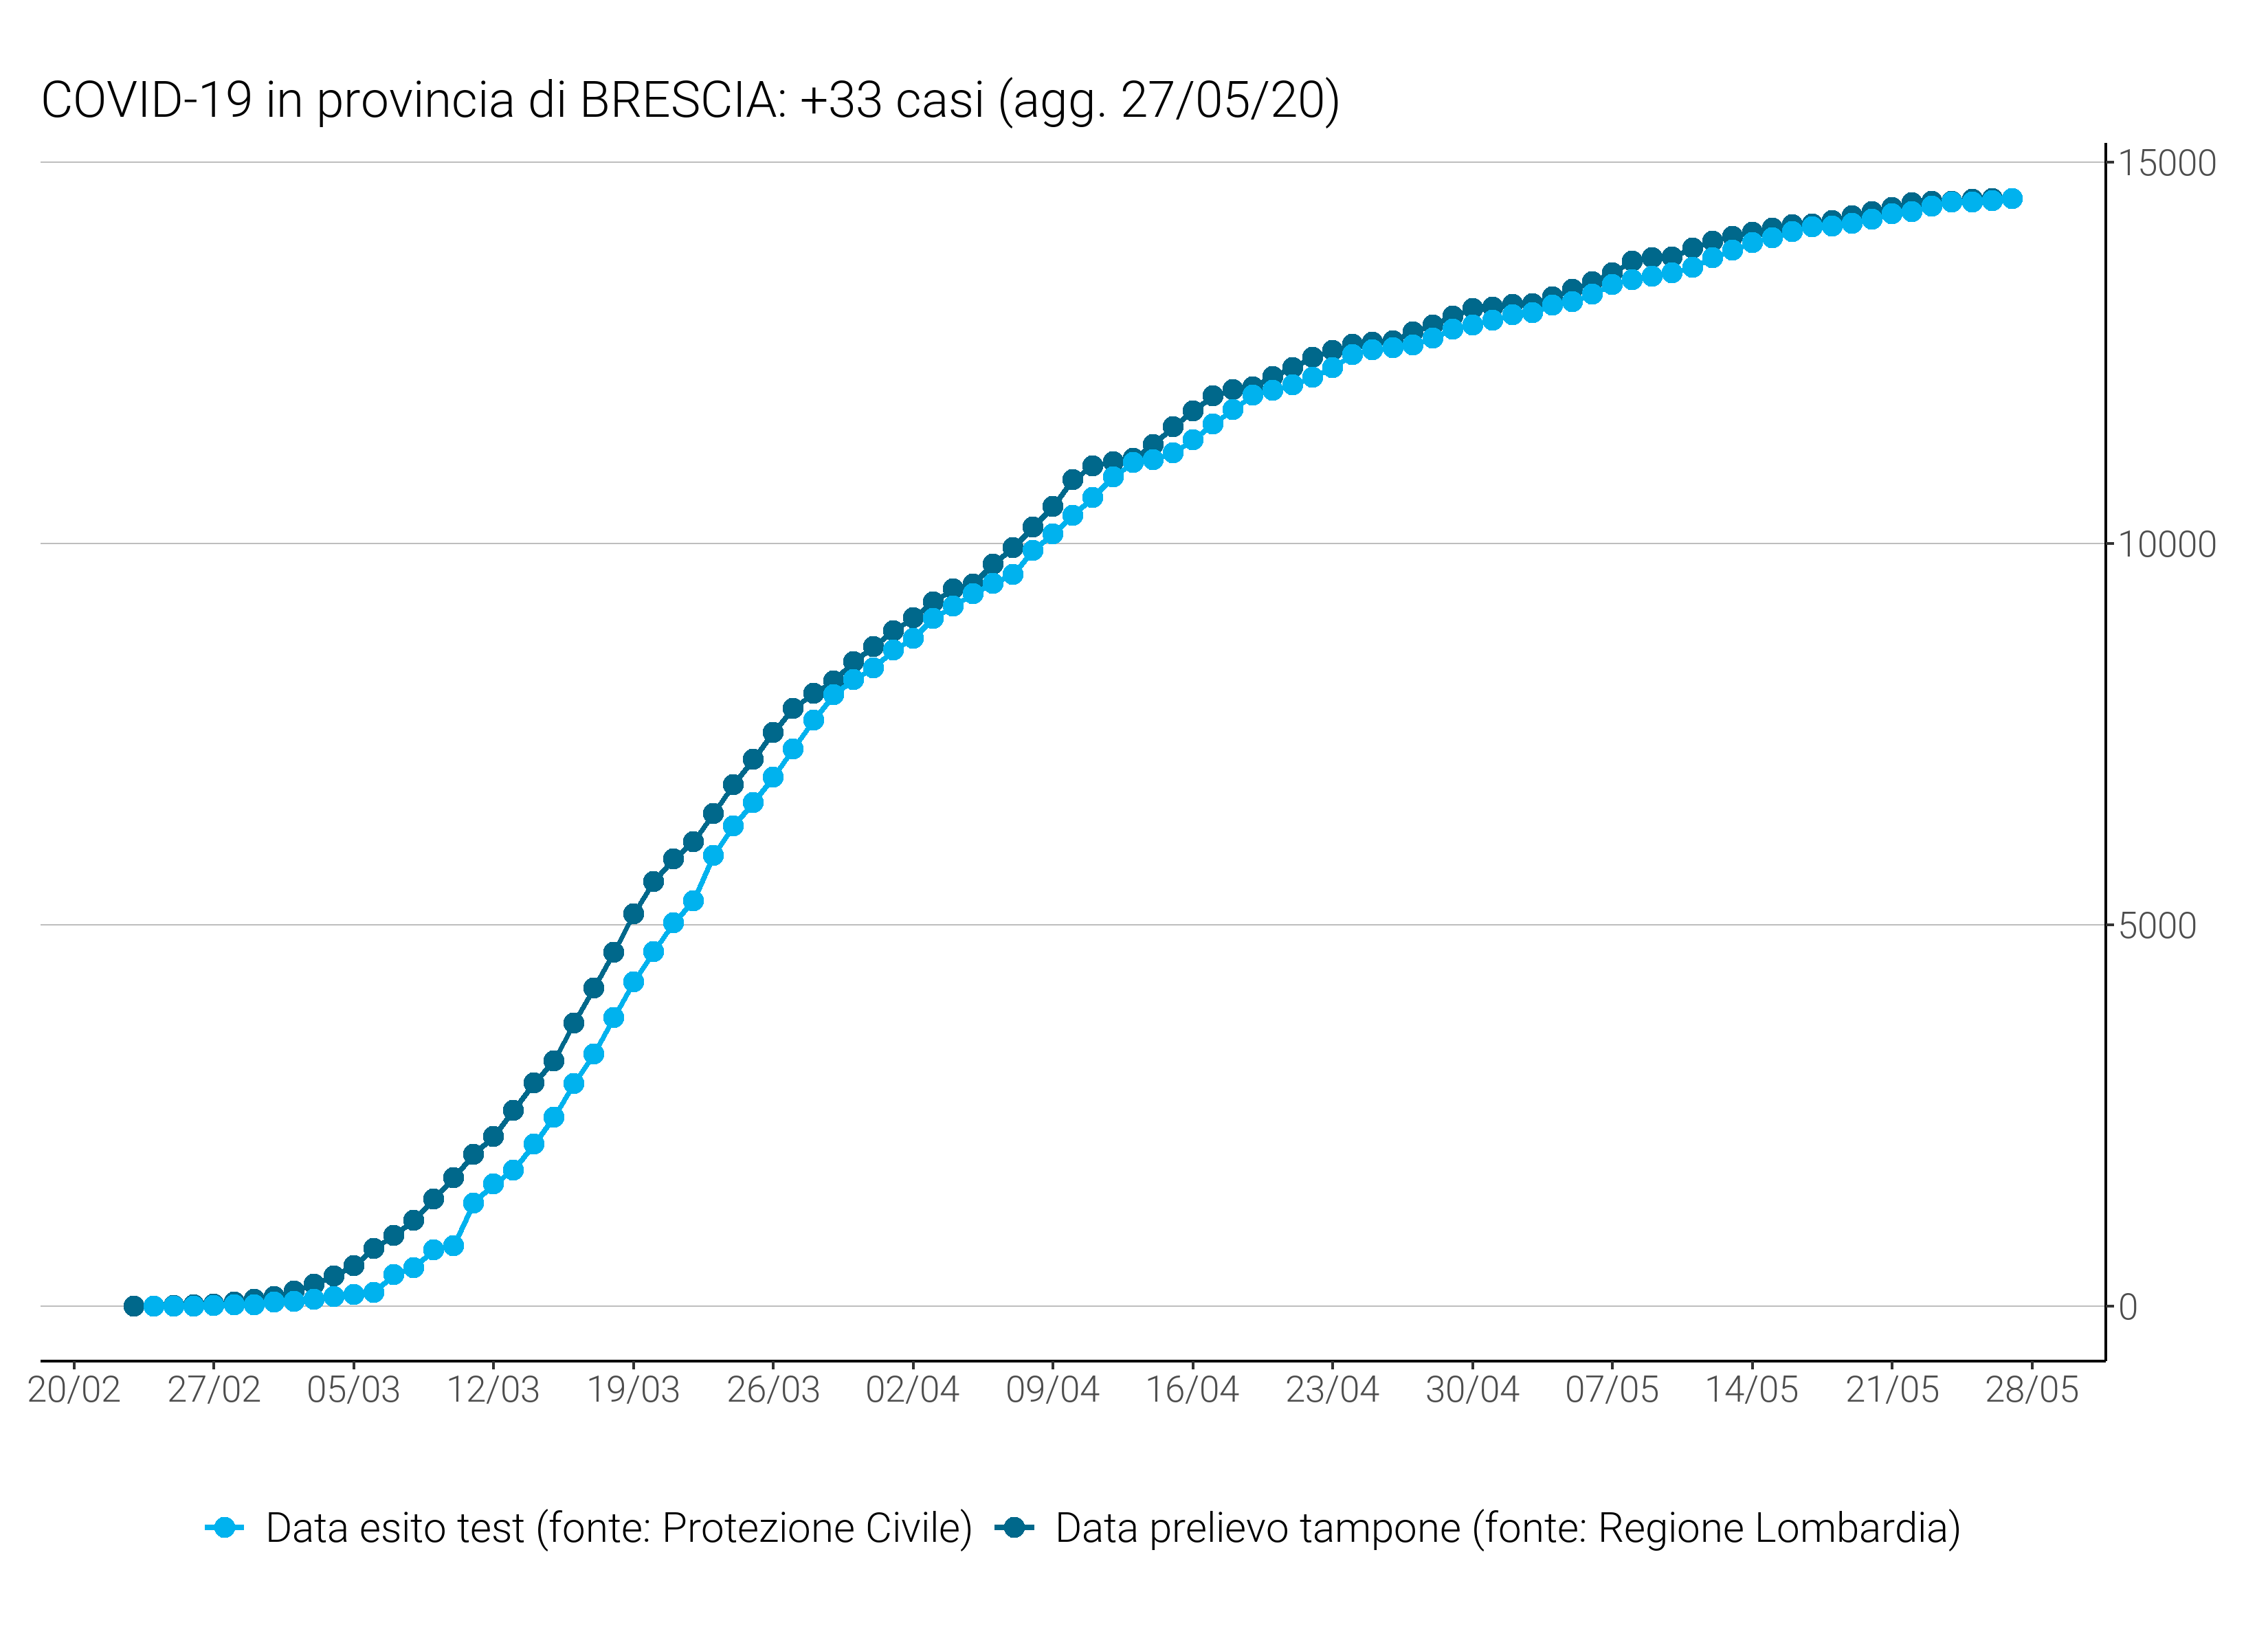 COVID-19 in provincia di BRESCIA: +33 casi (agg. 27/05/20)
15000
10000
5000
0
20/02 27/02 05/03 12/03 19/03 26/03 02/04 09/04 16/04 23/04 30/04 07/05 14/05 21/05 28/05
Data esito test (fonte: Protezione Civile) Data prelievo tampone (fonte: Regione Lombardia)